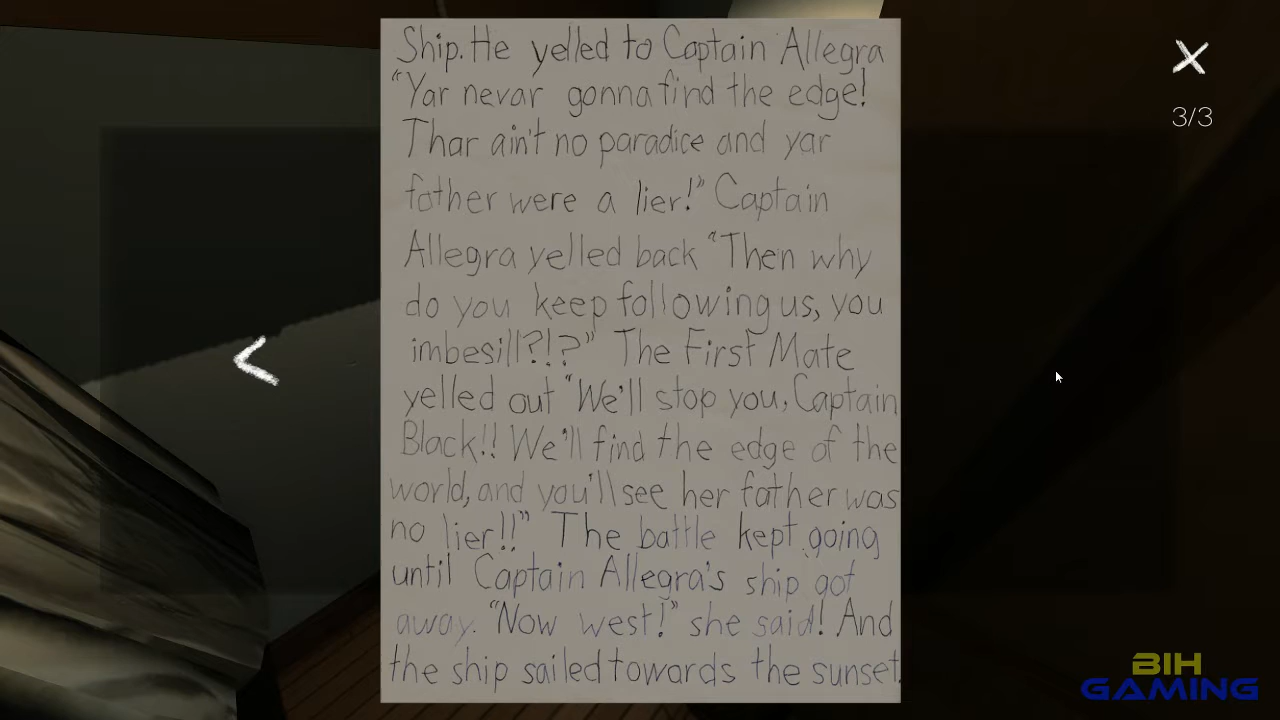 Ship. He yelled to Captain Allegra
"Yar nevar gonna find the edge!
Thar ain't no paradice and yar
father were a lier!" Captain
Allegra yelled back "Then why
do you keep following us, you
imbesill?!?" The First Mate
yelled out "We'll stop you, Captain
Black!! We'll find the edge of the
world, and you'll see her father was
no lier!!" The battle kept going
until Captain Allegra's ship got
away. "Now west!" she said! And
the ship sailed towards the sunset.
3/3
BIH
GAMING